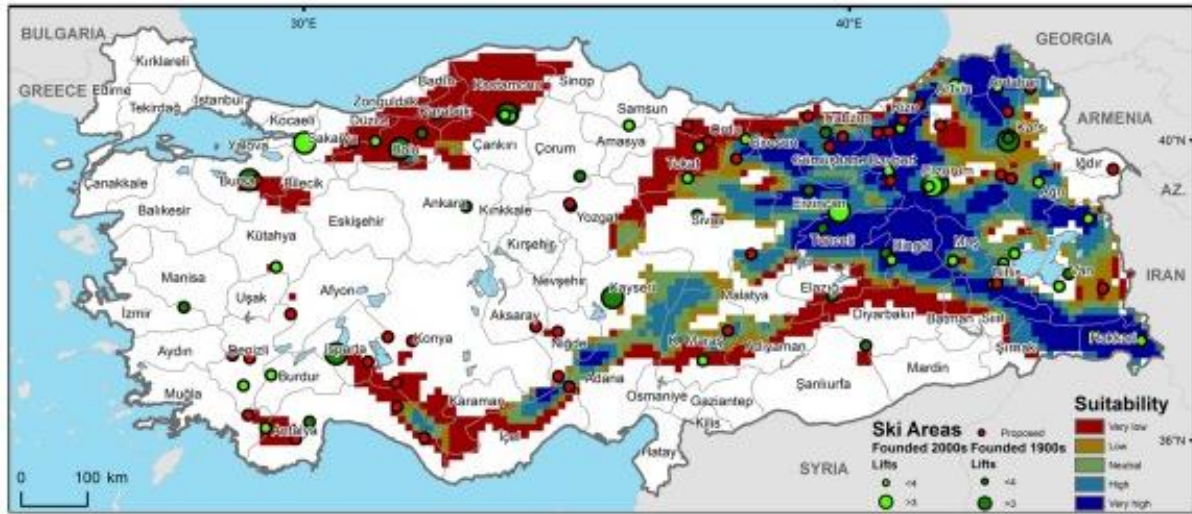 30°E 40°E
BULGARIA
GEORGIA
Kırklareli
GREECE Edirne
Tekirdağ
Istanbul
Kocaeli
Sakarya
Düzce
Zonguldak
Karabük
Kastamonu
Sinop
Samsun
Amasya
Çorum
Çankırı
Bolu
Yalova
Bursa
Bilecik
Çanakkale
Balıkesir
Eskişehir
Kütahya
Ankara
Kırıkkale
Yozgat
Kırşehir
Tokat
Ordu
Giresun
Trabzon
Rize
Artvin
Ardahan
Kars
ARMENIA
40°N
Iğdır
AZ.
Ağrı
Erzurum
Gümüşhane Bayburt
Erzincan
Sivas
Tunceli
Bingöl
Muş
Bitlis
Van
IRAN
Manisa
Uşak
Afyon
Izmir
Aydın
Denizli
Isparta
Burdur
Muğla
Antalya
Konya
Aksaray
Nevşehir
Kayseri
Niğde
Karaman
Içel
Adana
K. Maraş
Malatya
Elazığ
Adıyaman
Diyarbakır
Batman
Siirt
Şırnak
Hakkari
Mardin
Şanlıurfa
Gaziantep
Osmaniye
Kilis
Hatay
SYRIA
IRAQ
36°N
Ski Areas
Proposed
Founded 2000s Founded 1900s
Lifts Lifts
<4 <4
>3 >3
Suitability
Very low
Low
Neutral
High
Very high
0 100 km